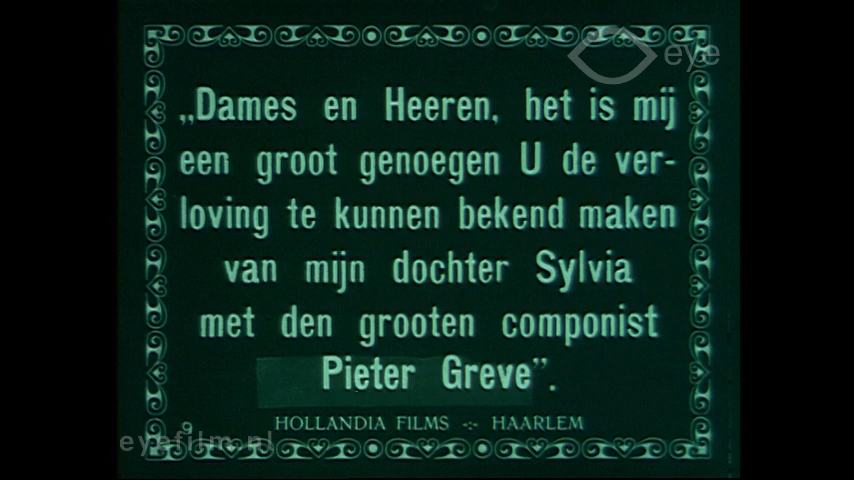 eye
„Dames en Heeren, het is mij
een groot genoegen U de ver-
loving te kunnen bekend maken
van mijn dochter Sylvia
met den grooten componist
Pieter Greve”.
9
HOLLANDIA FILMS -:- HAARLEM
eyefilm.nl